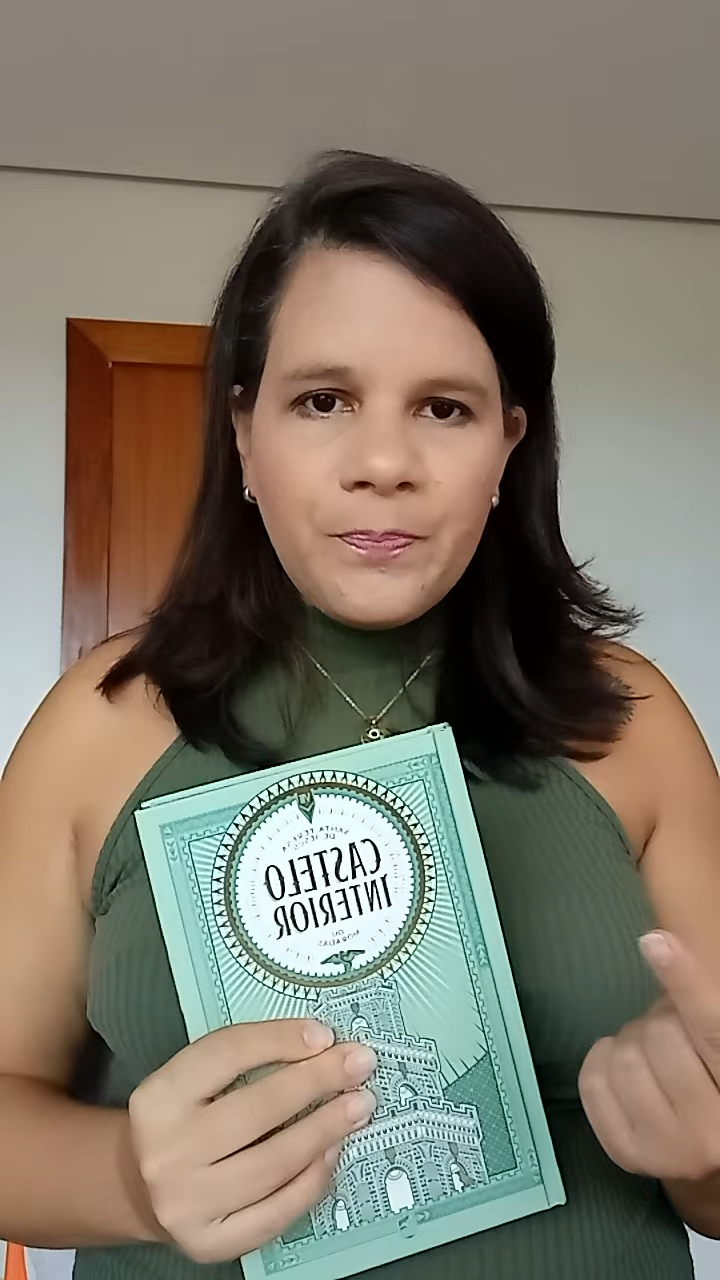 SANTA TERESA
DE JESUS
CASTELO
INTERIOR
OU
MORADAS